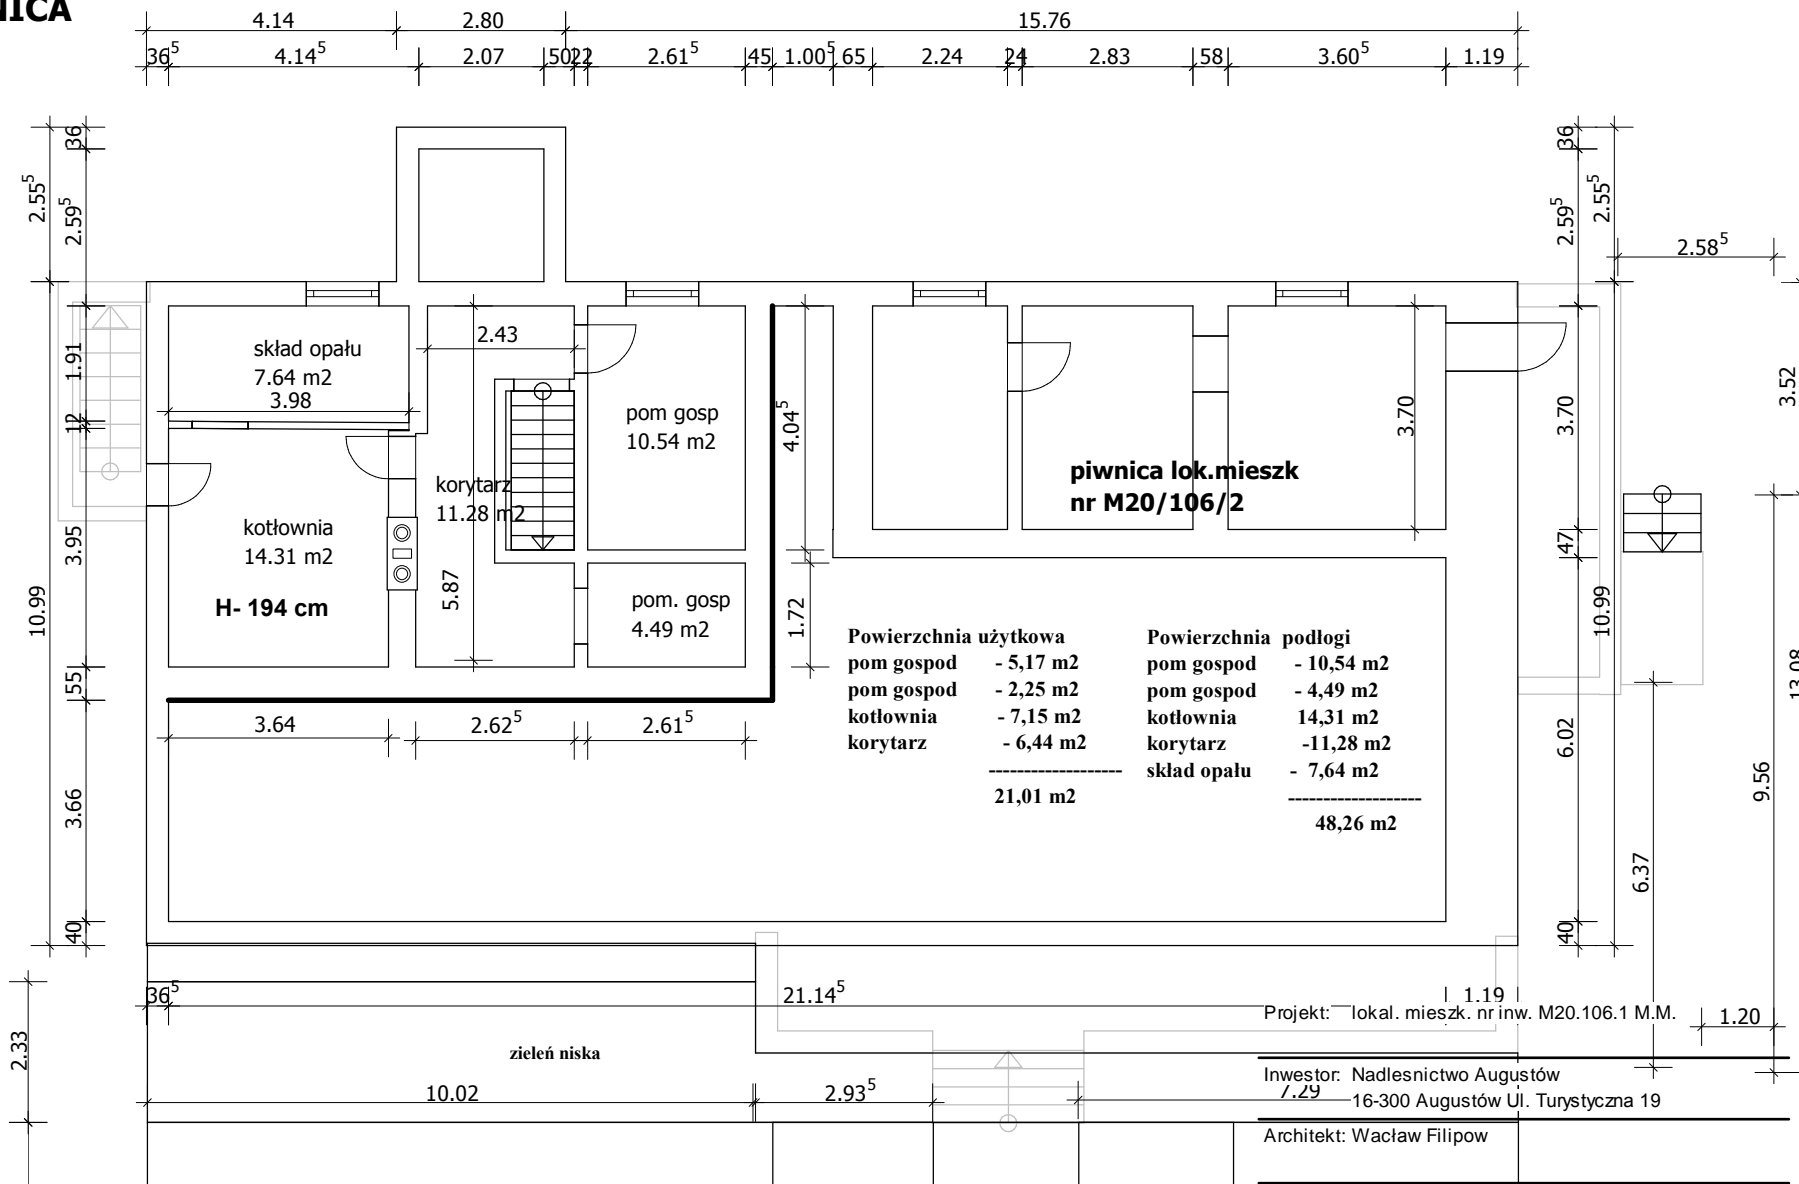 NICA
4.14 2.80 15.76
36⁵ 4.14⁵ 2.07 50 22 2.61⁵ 45 1.00⁵ 65 2.24 24 2.83 58 3.60⁵ 1.19
36
2.55⁵
2.59⁵
1.91
12
3.95
10.99
55
3.66
40
2.33
skład opału
7.64 m2
3.98
2.43
pom gosp
10.54 m2
4.04⁵
korytarz
11.28 m2
kotłownia
14.31 m2
H- 194 cm
5.87
pom. gosp
4.49 m2
1.72
3.70
piwnica lok.mieszk
nr M20/106/2
3.64 2.62⁵ 2.61⁵
Powierzchnia użytkowa
pom gospod - 5,17 m2
pom gospod - 2,25 m2
kotłownia - 7,15 m2
korytarz - 6,44 m2
--------------------
21,01 m2
Powierzchnia podłogi
pom gospod - 10,54 m2
pom gospod - 4,49 m2
kotłownia 14,31 m2
korytarz -11,28 m2
skład opału - 7,64 m2
--------------------
48,26 m2
36
2.59⁵
2.55⁵
2.58⁵
3.52
3.70
47
10.99
13.08
6.02
9.56
6.37
40
36⁵ 21.14⁵ 1.19
1.20
zieleń niska
10.02 2.93⁵ 7.29
Projekt: lokal. mieszk. nr inw. M20.106.1 M.M.
Inwestor: Nadlesnictwo Augustów
16-300 Augustów Ul. Turystyczna 19
Architekt: Wacław Filipow